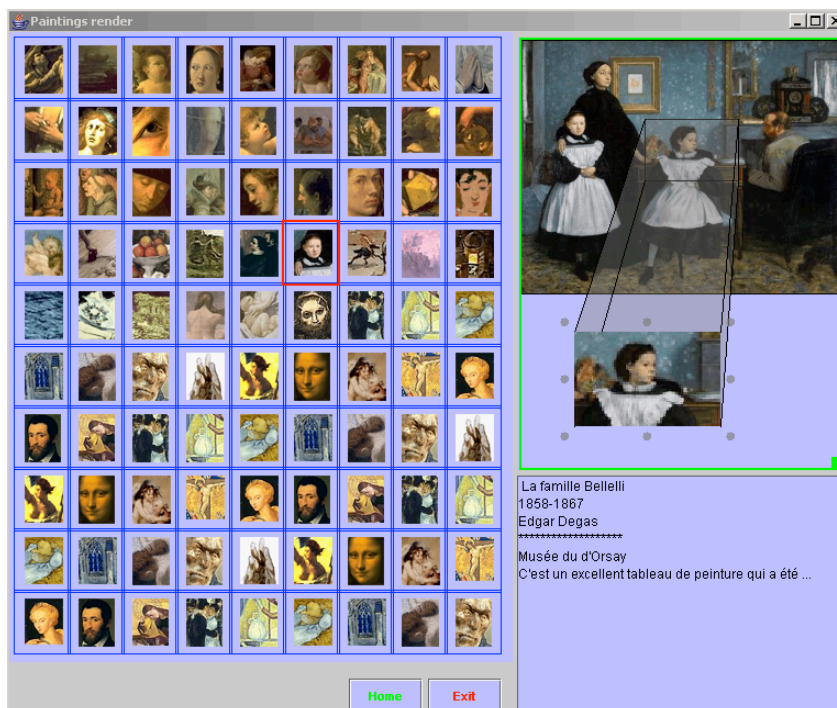 Paintings render
La famille Bellelli
1858-1867
Edgar Degas
*******************
Musée du d'Orsay
C'est un excellent tableau de peinture qui a été ...
Home
Exit